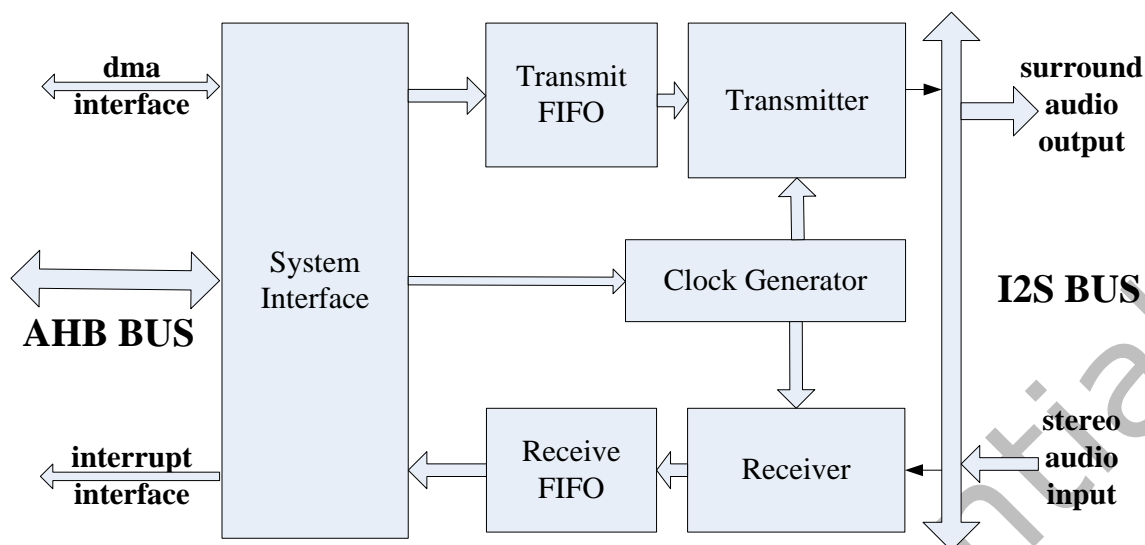 dma
interface
AHB BUS
interrupt
interface
System
Interface
Transmit
FIFO
Transmitter
Clock Generator
Receive
FIFO
Receiver
surround
audio
output
I2S BUS
stereo
audio
input